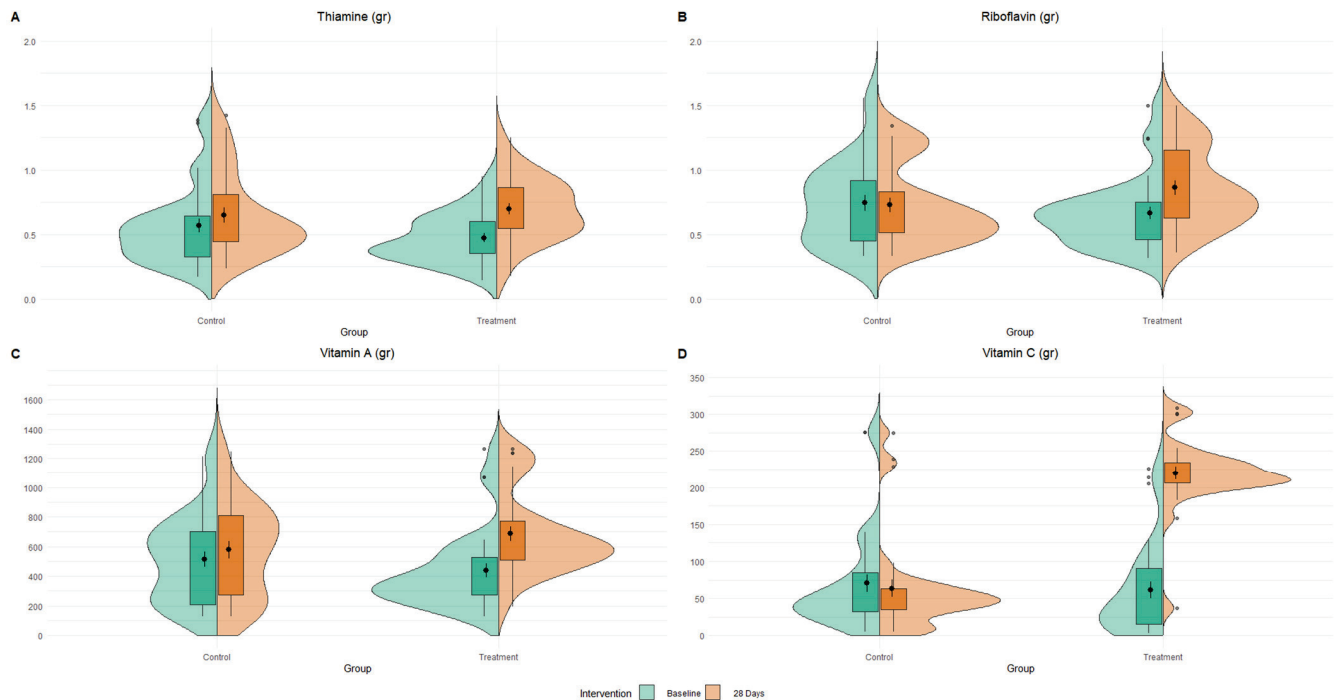 A
Thiamine (gr)
2.0
1.5
1.0
0.5
0.0
Control
Treatment
Group
B
Riboflavin (gr)
2.0
1.5
1.0
0.5
0.0
Control
Treatment
Group
C
Vitamin A (gr)
1600
1400
1200
1000
800
600
400
200
0
Control
Treatment
Group
D
Vitamin C (gr)
350
300
250
200
150
100
50
0
Control
Treatment
Group
Intervention Baseline 28 Days